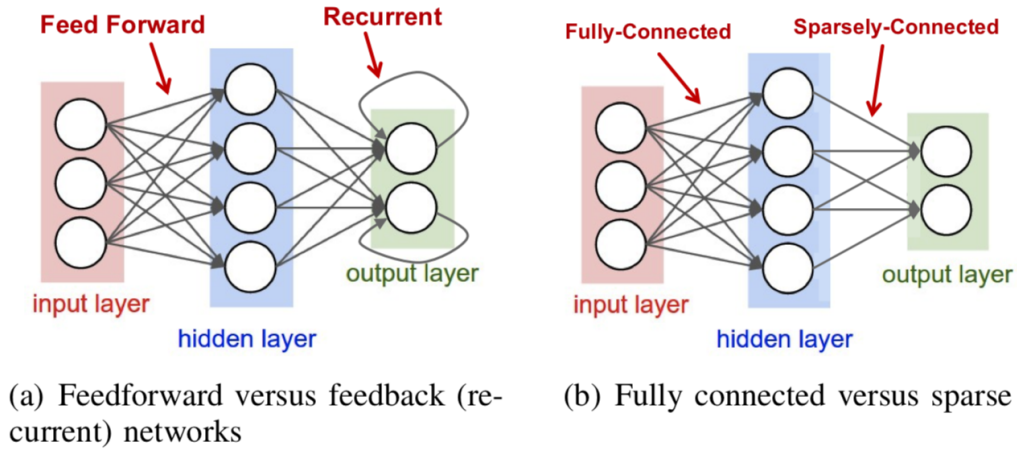 Feed Forward
Recurrent
input layer
hidden layer
output layer
(a) Feedforward versus feedback (re-
current) networks
Fully-Connected
Sparsely-Connected
input layer
hidden layer
output layer
(b) Fully connected versus sparse